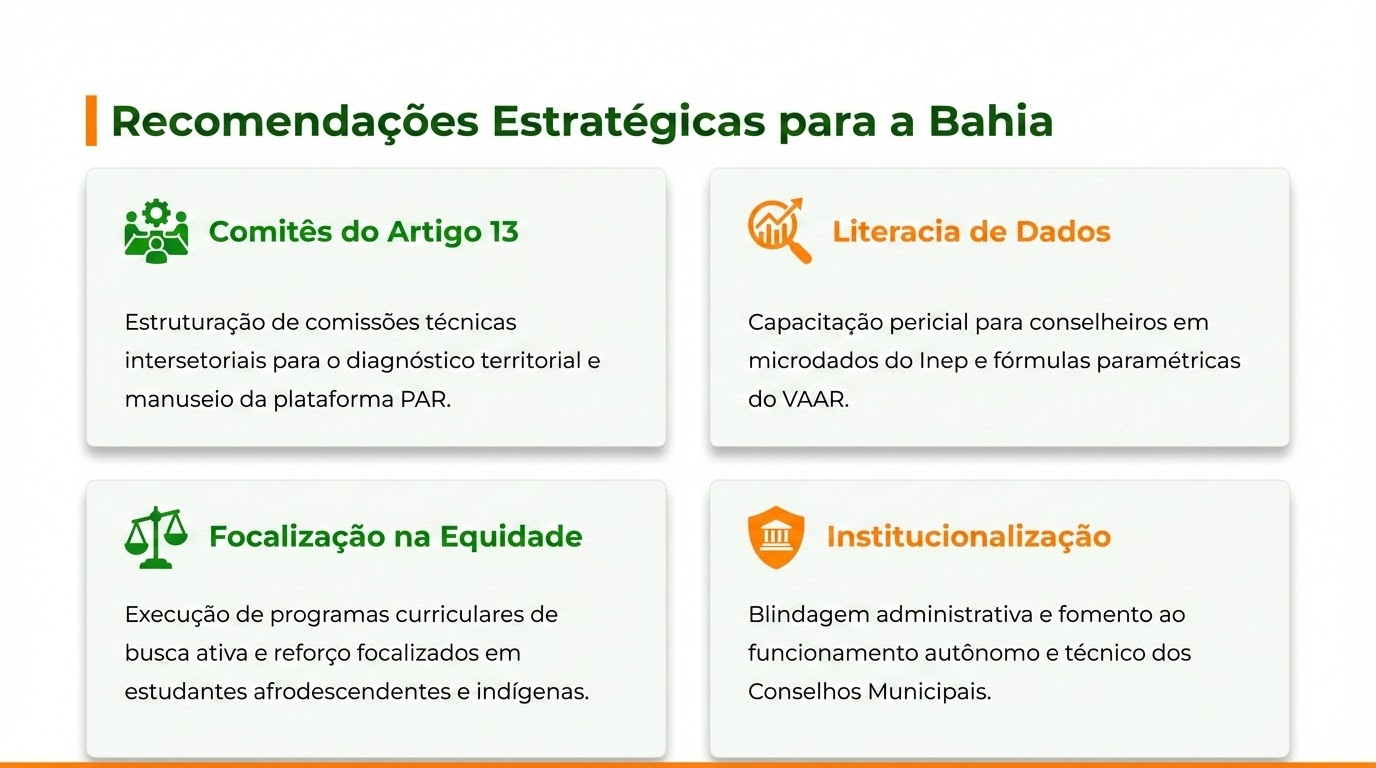 Recomendações Estratégicas para a Bahia
Comitês do Artigo 13
Estruturação de comissões técnicas
intersetoriais para o diagnóstico territorial e
manuseio da plataforma PAR.
Literacia de Dados
Capacitação pericial para conselheiros em
microdados do Inep e fórmulas paramétricas
do VAAR.
Focalização na Equidade
Execução de programas curriculares de
busca ativa e reforço focalizados em
estudantes afrodescendentes e indígenas.
Institucionalização
Blindagem administrativa e fomento ao
funcionamento autônomo e técnico dos
Conselhos Municipais.